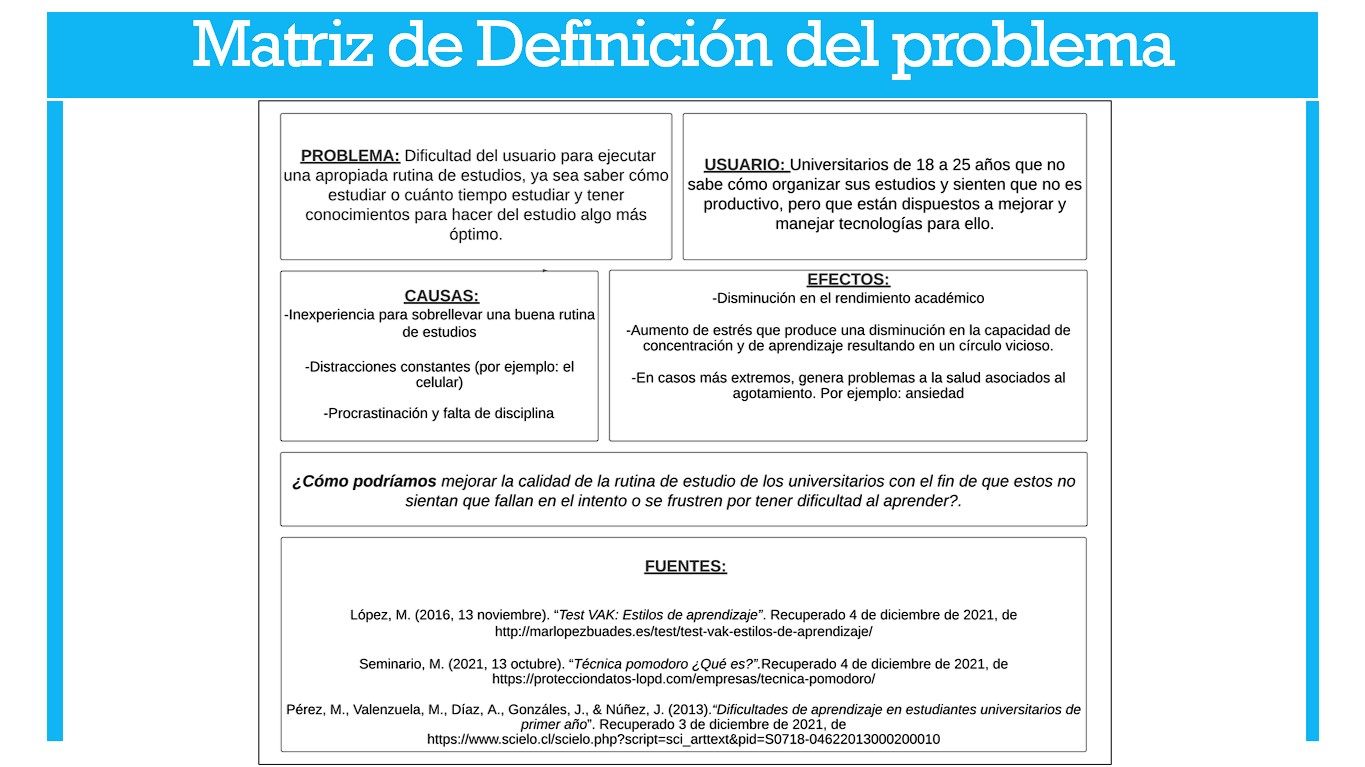 Matriz de Definición del problema
PROBLEMA: Dificultad del usuario para ejecutar
una apropiada rutina de estudios, ya sea saber cómo
estudiar o cuánto tiempo estudiar y tener
conocimientos para hacer del estudio algo más
óptimo.
USUARIO: Universitarios de 18 a 25 años que no
sabe cómo organizar sus estudios y sienten que no es
productivo, pero que están dispuestos a mejorar y
manejar tecnologías para ello.
CAUSAS:
-Inexperiencia para sobrellevar una buena rutina
de estudios
-Distracciones constantes (por ejemplo: el
celular)
-Procrastinación y falta de disciplina
EFECTOS:
-Disminución en el rendimiento académico
-Aumento de estrés que produce una disminución en la capacidad de
concentración y de aprendizaje resultando en un círculo vicioso.
-En casos más extremos, genera problemas a la salud asociados al
agotamiento. Por ejemplo: ansiedad
¿Cómo podríamos mejorar la calidad de la rutina de estudio de los universitarios con el fin de que estos no
sientan que fallan en el intento o se frustren por tener dificultad al aprender?.
FUENTES:
López, M. (2016, 13 noviembre). “Test VAK: Estilos de aprendizaje”. Recuperado 4 de diciembre de 2021, de
http://marlopezbuades.es/test/test-vak-estilos-de-aprendizaje/
Seminario, M. (2021, 13 octubre). “Técnica pomodoro ¿Qué es?”.Recuperado 4 de diciembre de 2021, de
https://protecciondatos-lopd.com/empresas/tecnica-pomodoro/
Pérez, M., Valenzuela, M., Díaz, A., Gonzáles, J., & Núñez, J. (2013).“Dificultades de aprendizaje en estudiantes universitarios de
primer año”. Recuperado 3 de diciembre de 2021, de
https://www.scielo.cl/scielo.php?script=sci_arttext&pid=S0718-04622013000200010